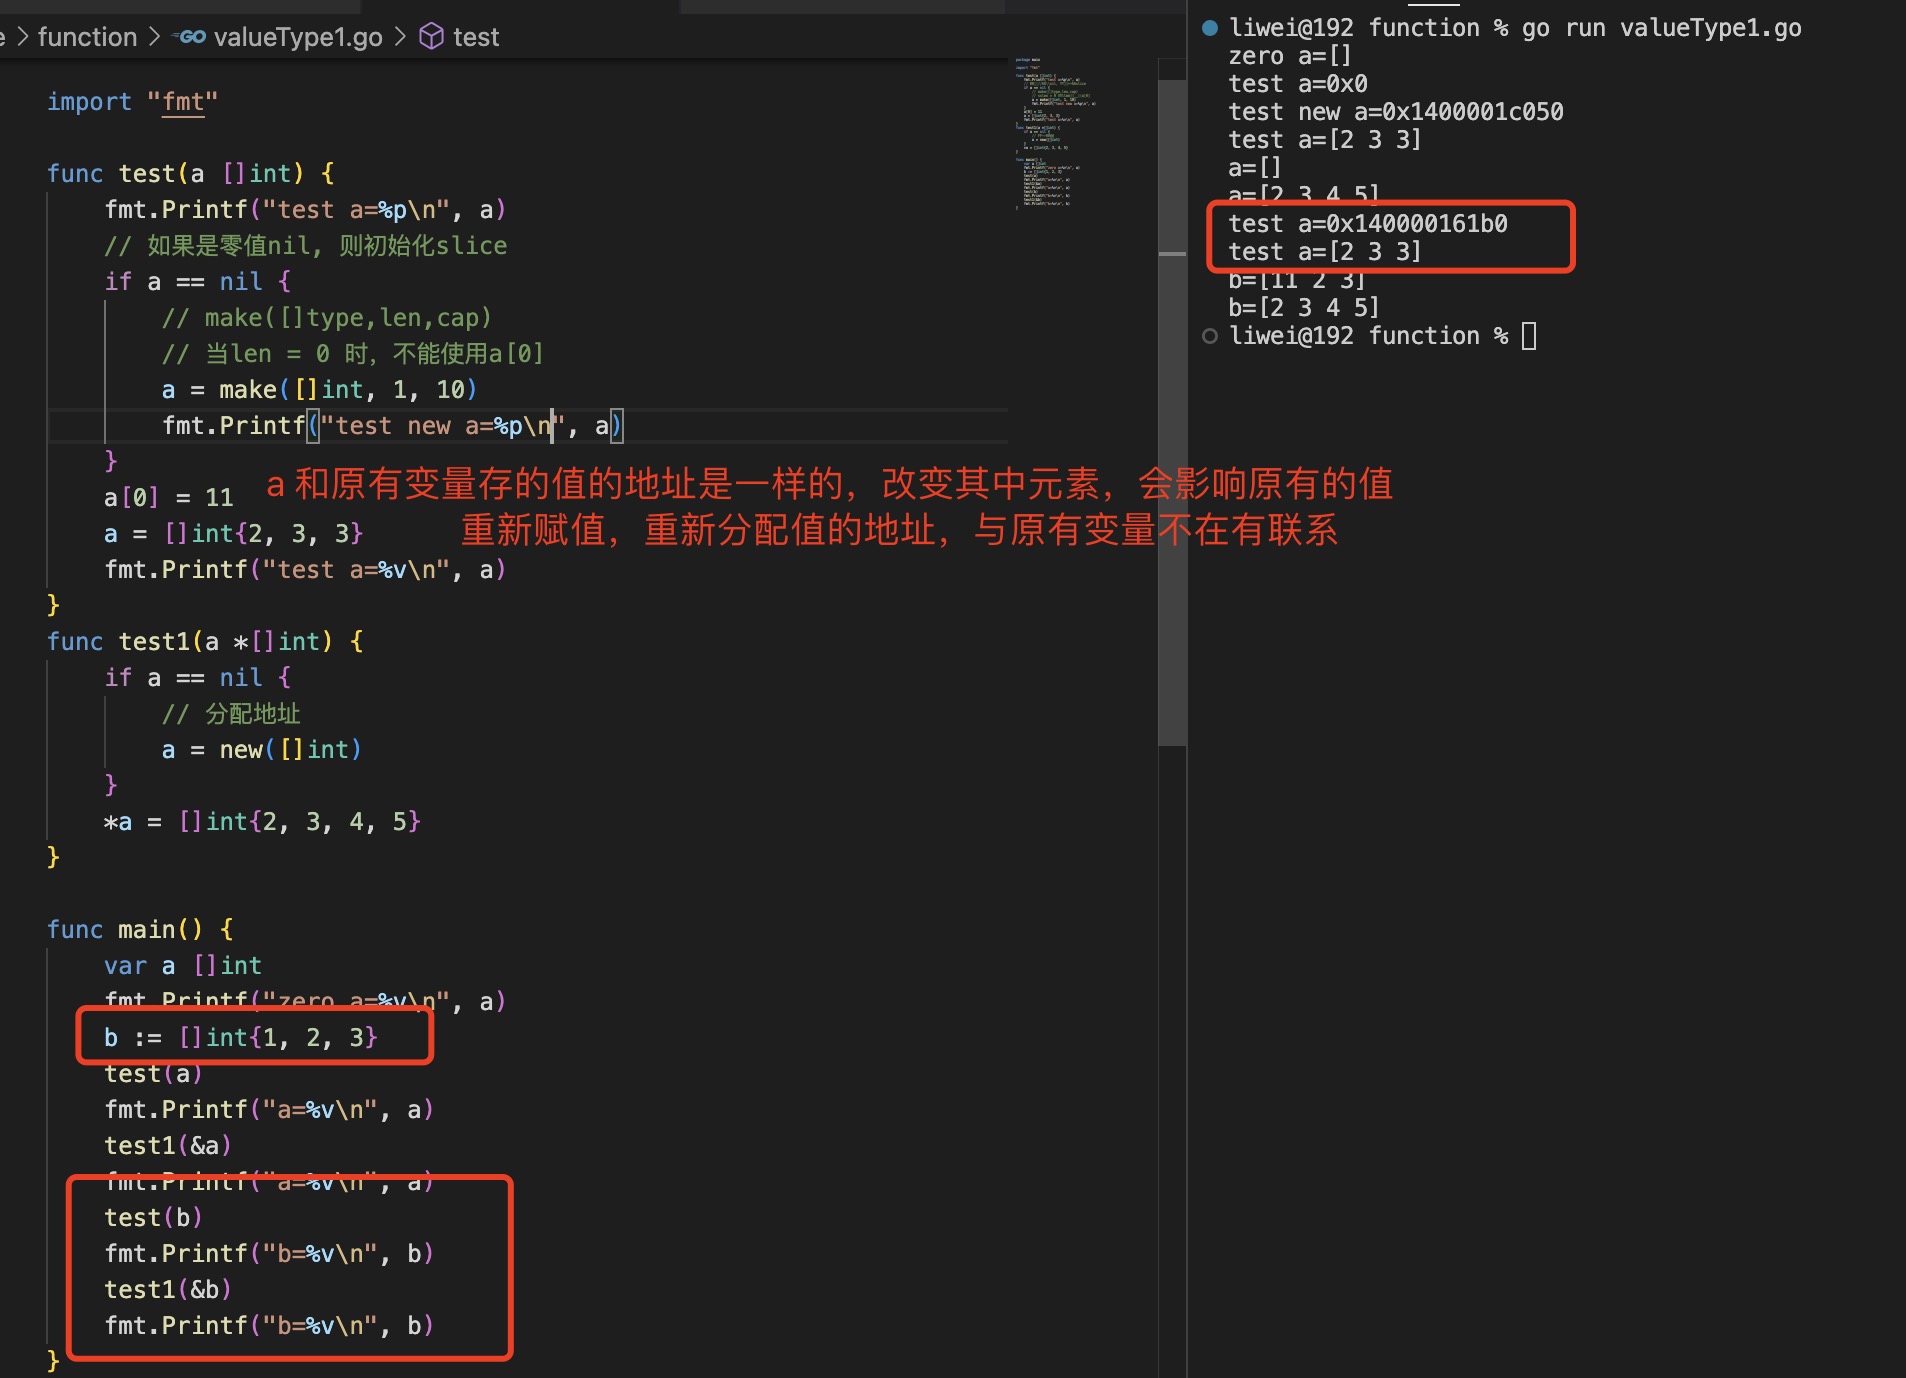 function > GO valueType1.go > test
import "fmt"
func test(a []int) {
fmt.Printf("test a=%p\n", a)
// 如果是零值nil, 则初始化slice
if a == nil {
// make([]type,len,cap)
// 当len = 0 时, 不能使用a[0]
a = make([]int, 1, 10)
fmt.Printf("test new a=%p\n", a)
}
a[0] = 11
a = []int{2, 3, 3}
fmt.Printf("test a=%v\n", a)
}
a 和原有变量存的值的地址是一样的，改变其中元素，会影响原有的值
重新赋值，重新分配值的地址，与原有变量不在有联系
func test1(a *[]int) {
if a == nil {
// 分配地址
a = new([]int)
}
*a = []int{2, 3, 4, 5}
}
func main() {
var a []int
fmt.Printf("zero a=%v\n", a)
b := []int{1, 2, 3}
test(a)
fmt.Printf("a=%v\n", a)
test1(&a)
fmt.Printf("a=%v\n", a)
test(b)
fmt.Printf("b=%v\n", b)
test1(&b)
fmt.Printf("b=%v\n", b)
}
liwei@192 function % go run valueType1.go
zero a=[]
test a=0x0
test new a=0x1400001c050
test a=[2 3 3]
a=[]
a=[2 3 4 5]
test a=0x140000161b0
test a=[2 3 3]
b=[11 2 3]
b=[2 3 4 5]
liwei@192 function %